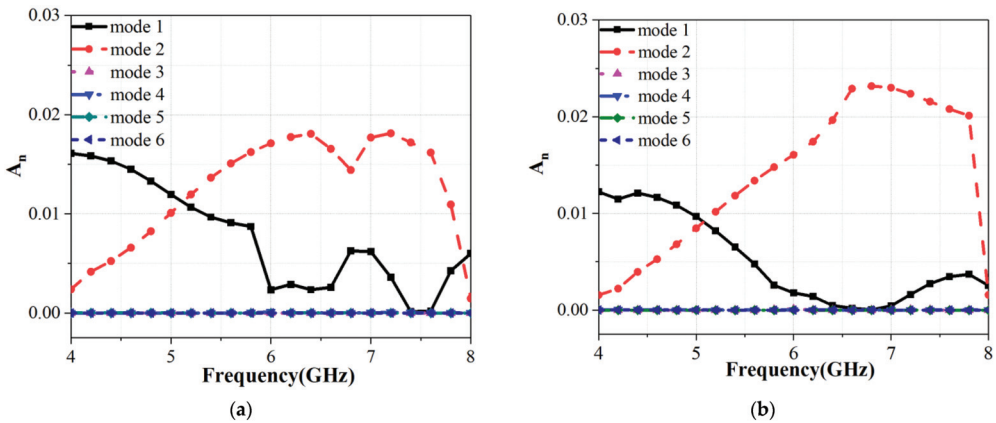 0.03
0.02
0.01
0.00
Aₙ
mode 1
mode 2
mode 3
mode 4
mode 5
mode 6
4 5 6 7 8
Frequency(GHz)
(a)
0.03
0.02
0.01
0.00
Aₙ
mode 1
mode 2
mode 3
mode 4
mode 5
mode 6
4 5 6 7 8
Frequency(GHz)
(b)